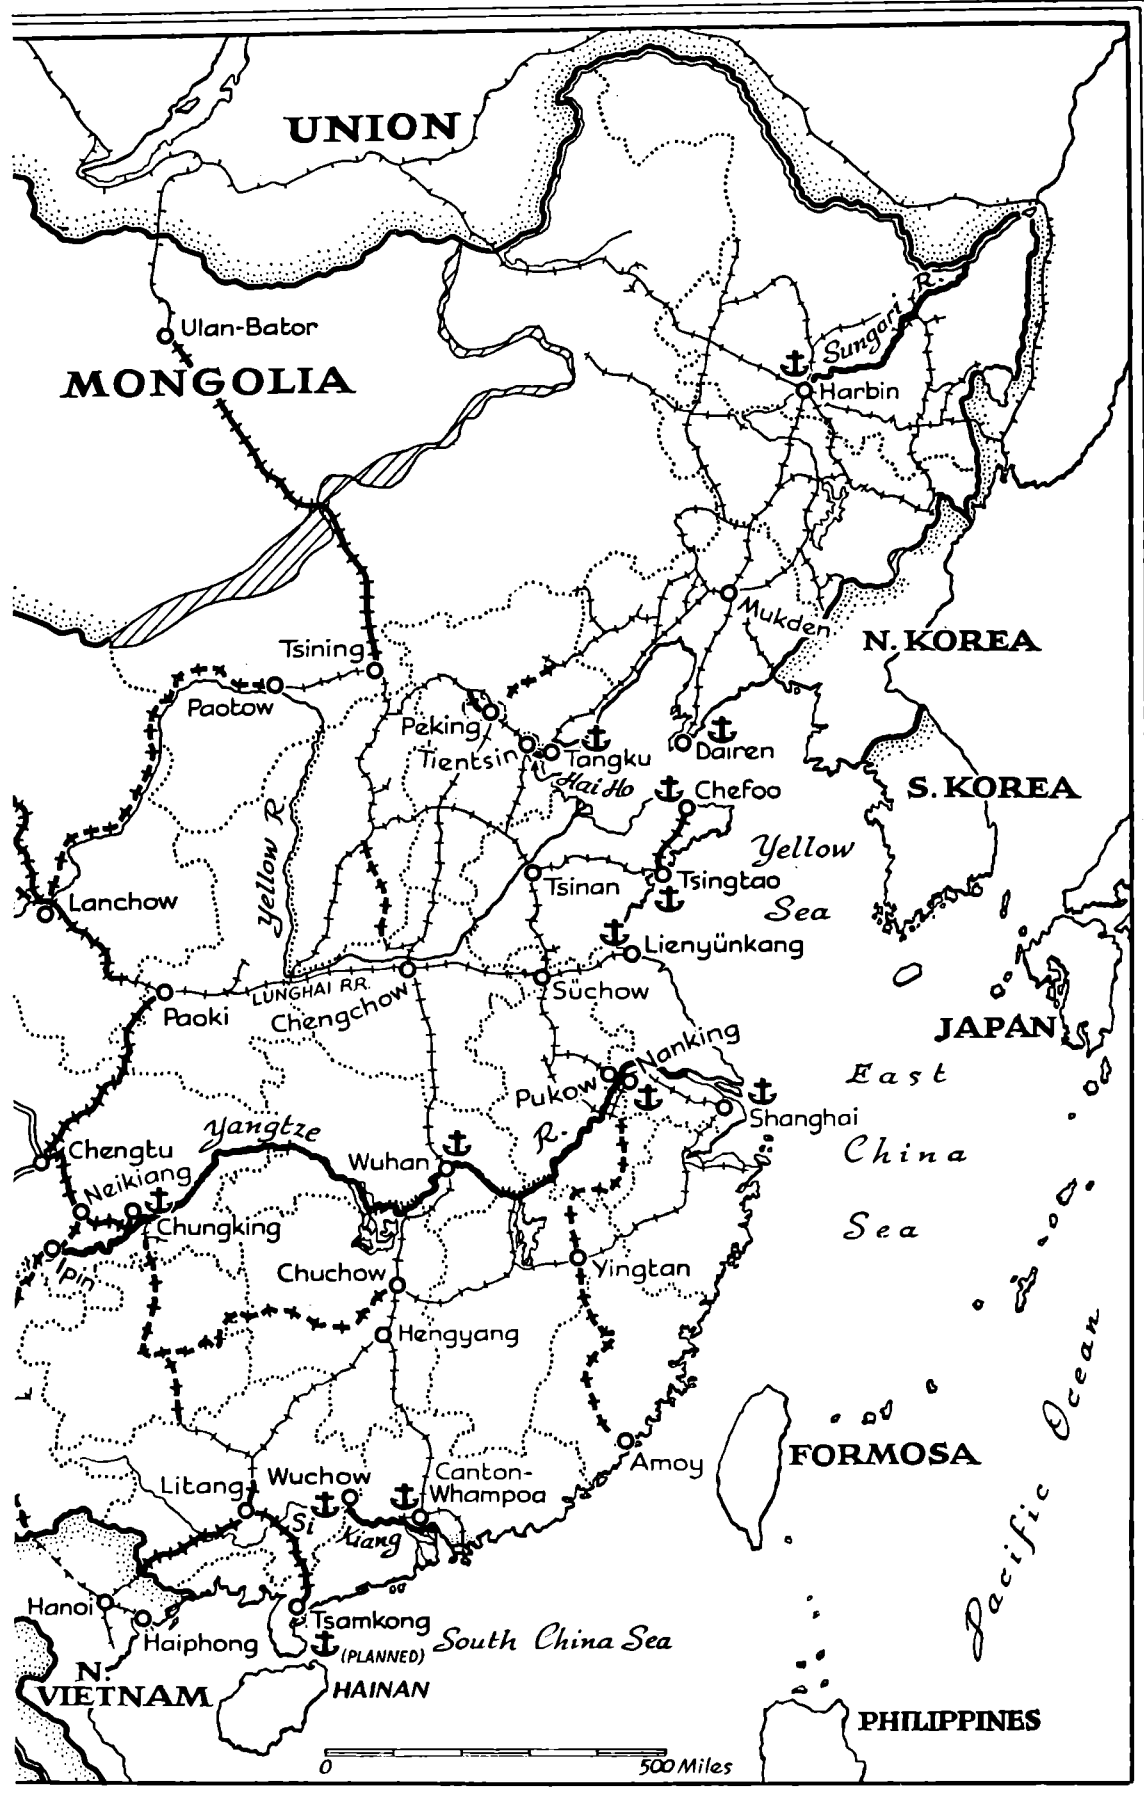 UNION
Ulan-Bator
MONGOLIA
Sungari R.
Harbin
Mukden
N. KOREA
Tsining
Paotow
Peking
Tientsin
Tangku
Hai Ho
Dairen
Chefoo
S. KOREA
Yellow R.
Yellow
Sea
Tsinan
Tsingtao
Lanchow
Lienyünkang
LUNGHAI R.R.
Paoki
Chengchow
Süchow
JAPAN
Nanking
Pukow
East
China
Sea
Shanghai
Yangtze
R.
Chengtu
Neikiang
Wuhan
Chungking
Ipin
Chuchow
Yingtan
Hengyang
Pacific Ocean
FORMOSA
Amoy
Litang
Wuchow
Canton-
Whampoa
Si
Kiang
Hanoi
Haiphong
Tsamkong
(PLANNED)
South China Sea
N.
VIETNAM
HAINAN
PHILIPPINES
0
500 Miles